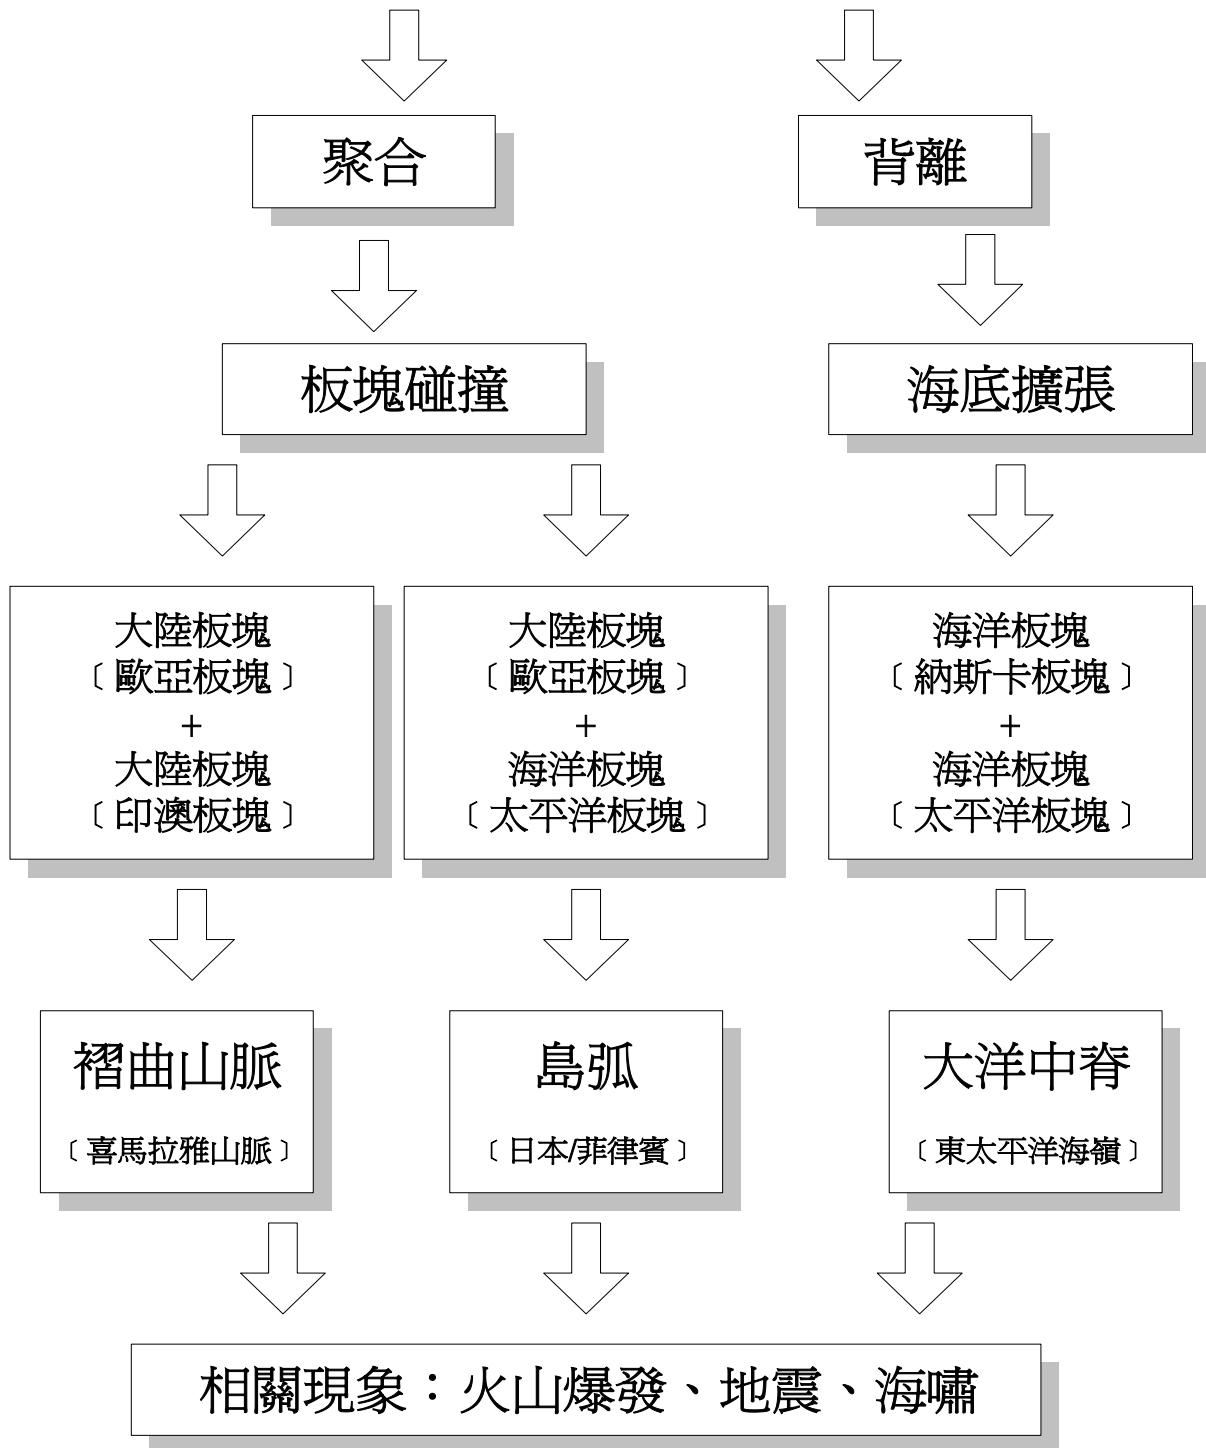 聚合
背離
板塊碰撞
海底擴張
大陸板塊
﹝歐亞板塊﹞
+
大陸板塊
﹝印澳板塊﹞
大陸板塊
﹝歐亞板塊﹞
+
海洋板塊
﹝太平洋板塊﹞
海洋板塊
﹝納斯卡板塊﹞
+
海洋板塊
﹝太平洋板塊﹞
褶曲山脈
﹝喜馬拉雅山脈﹞
島弧
﹝日本/菲律賓﹞
大洋中脊
﹝東太平洋海嶺﹞
相關現象：火山爆發、地震、海嘯